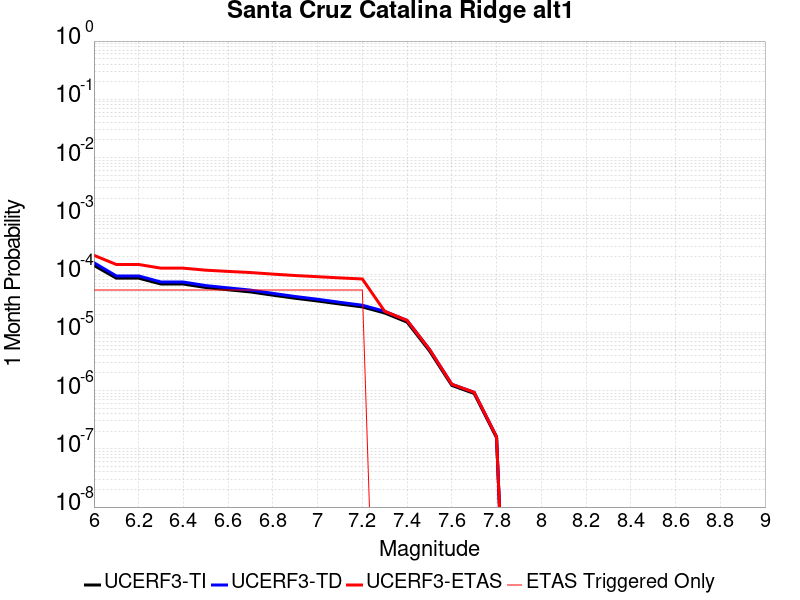 Santa Cruz Catalina Ridge alt1
10^0
10^-1
10^-2
10^-3
10^-4
10^-5
10^-6
10^-7
10^-8
1 Month Probability
6 6.2 6.4 6.6 6.8 7 7.2 7.4 7.6 7.8 8 8.2 8.4 8.6 8.8 9
Magnitude
UCERF3-TI UCERF3-TD UCERF3-ETAS ETAS Triggered Only